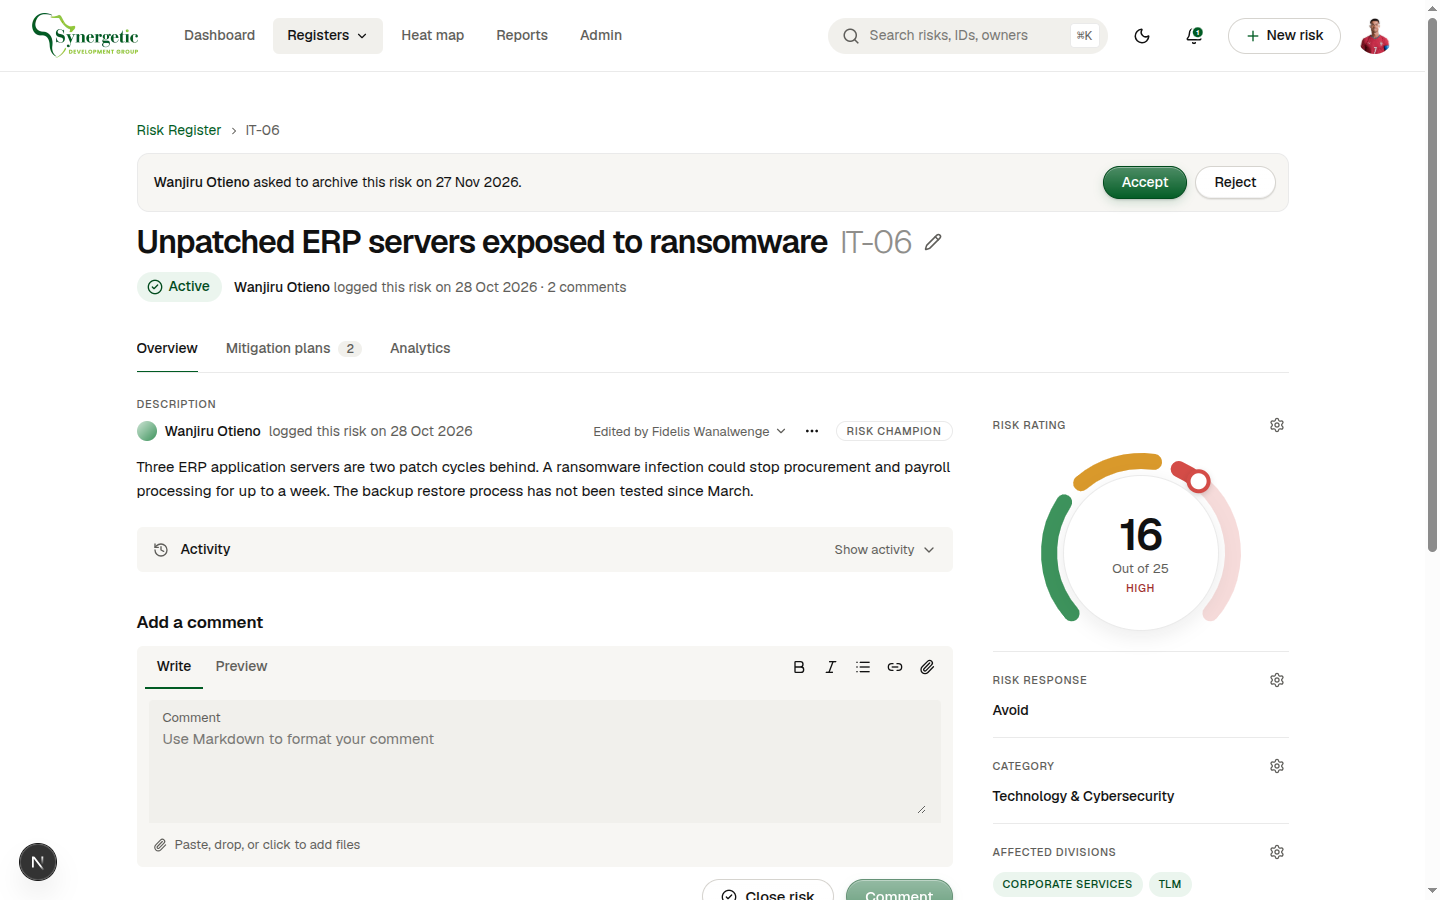 Synergetic
DEVELOPMENT GROUP
Dashboard
Registers
Heat map
Reports
Admin
Search risks, IDs, owners
⌘K
1
+ New risk
Risk Register › IT-06
Wanjiru Otieno asked to archive this risk on 27 Nov 2026.
Accept
Reject
Unpatched ERP servers exposed to ransomware IT-06
Active
Wanjiru Otieno logged this risk on 28 Oct 2026 · 2 comments
Overview
Mitigation plans 2
Analytics
DESCRIPTION
Wanjiru Otieno logged this risk on 28 Oct 2026
Edited by Fidelis Wanalwenge
RISK CHAMPION
Three ERP application servers are two patch cycles behind. A ransomware infection could stop procurement and payroll
processing for up to a week. The backup restore process has not been tested since March.
Activity
Show activity
Add a comment
Write
Preview
B I
Comment
Use Markdown to format your comment
Paste, drop, or click to add files
Close risk
Comment
RISK RATING
16
Out of 25
HIGH
RISK RESPONSE
Avoid
CATEGORY
Technology & Cybersecurity
AFFECTED DIVISIONS
CORPORATE SERVICES
TLM
N
7